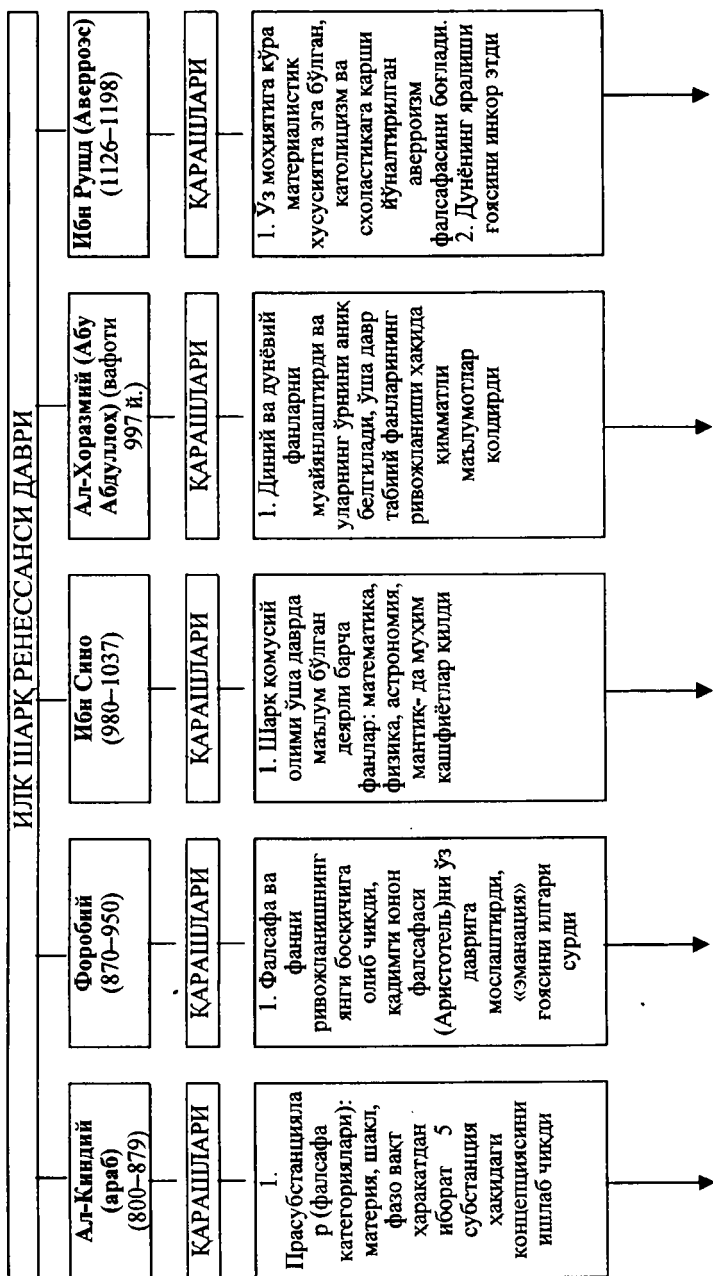 ИЛК ШАРҚ РЕНЕССАНСИ ДАВРИ
Ал-Киндий
(араб)
(800–879)
ҚАРАШЛАРИ
1.
Прасубстанцияла
р (фалсафа
категориялари):
материя, шакл,
фазо вақт
ҳаракатдан
иборат 5
субстанция
ҳақидаги
концепциясини
ишлаб чиқди
Форобий
(870–950)
ҚАРАШЛАРИ
1. Фалсафа ва
фанни
ривожланишнинг
янги босқичига
олиб чиқди,
қадимги юнон
фалсафаси
(Аристотель)ни ўз
даврига
мослаштирди,
«эманация»
ғоясини илгари
сурди
Ибн Сино
(980–1037)
ҚАРАШЛАРИ
1. Шарқ қомусий
олими ўша даврда
маълум бўлган
деярли барча
фанлар: математика,
физика, астрономия,
мантик- да муҳим
кашфиётлар қилди
Ал-Хоразмий (Абу
Абдуллох) (вафоти
997 й.)
ҚАРАШЛАРИ
1. Диний ва дунёвий
фанларни
муайянлаштирди ва
уларнинг ўрнини аниқ
белгилади, ўша давр
табиий фанларининг
ривожланиши ҳақида
қимматли
маълумотлар
қолдирди
Ибн Рушд (Аверроэс)
(1126–1198)
ҚАРАШЛАРИ
1. Ўз моҳиятига кўра
материалистик
хусусиятга эга бўлган,
католицизм ва
схоластикага қарши
йўналтирилган
аверроизм
фалсафасини боғлади.
2. Дунёнинг яралиши
ғоясини инкор этди